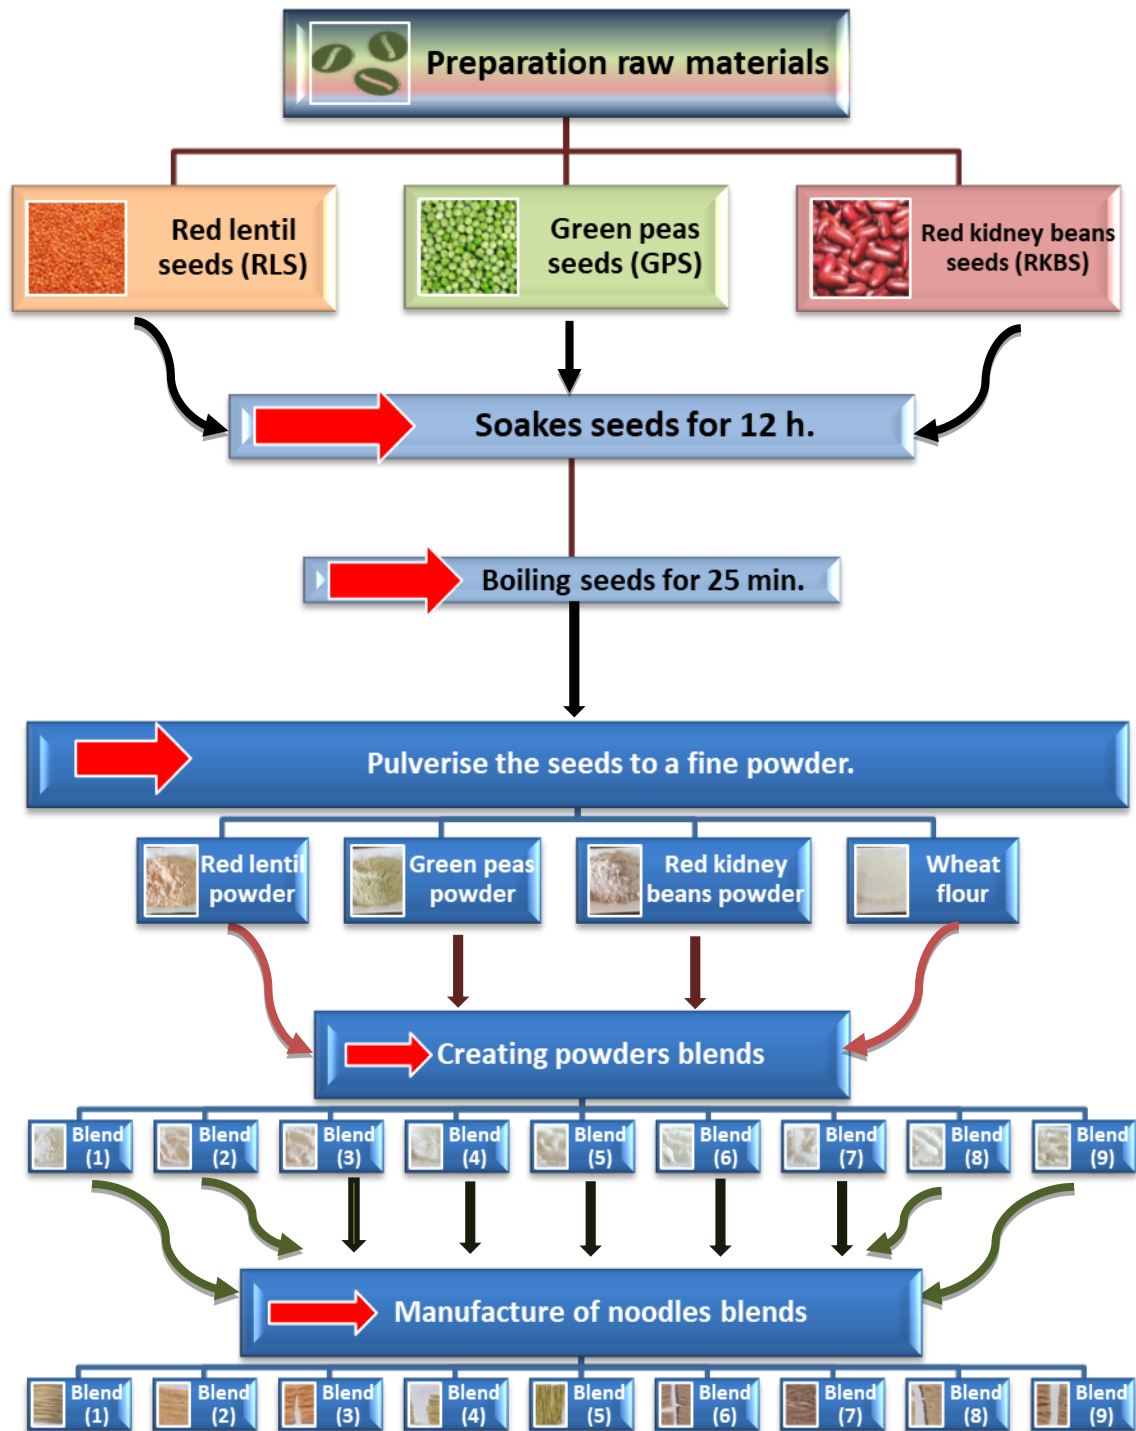 Preparation raw materials
Red lentil
seeds (RLS)
Green peas
seeds (GPS)
Red kidney beans
seeds (RKBS)
Soakes seeds for 12 h.
Boiling seeds for 25 min.
Pulverise the seeds to a fine powder.
Red lentil
powder
Green peas
powder
Red kidney
beans powder
Wheat
flour
Creating powders blends
Blend
(1)
Blend
(2)
Blend
(3)
Blend
(4)
Blend
(5)
Blend
(6)
Blend
(7)
Blend
(8)
Blend
(9)
Manufacture of noodles blends
Blend
(1)
Blend
(2)
Blend
(3)
Blend
(4)
Blend
(5)
Blend
(6)
Blend
(7)
Blend
(8)
Blend
(9)